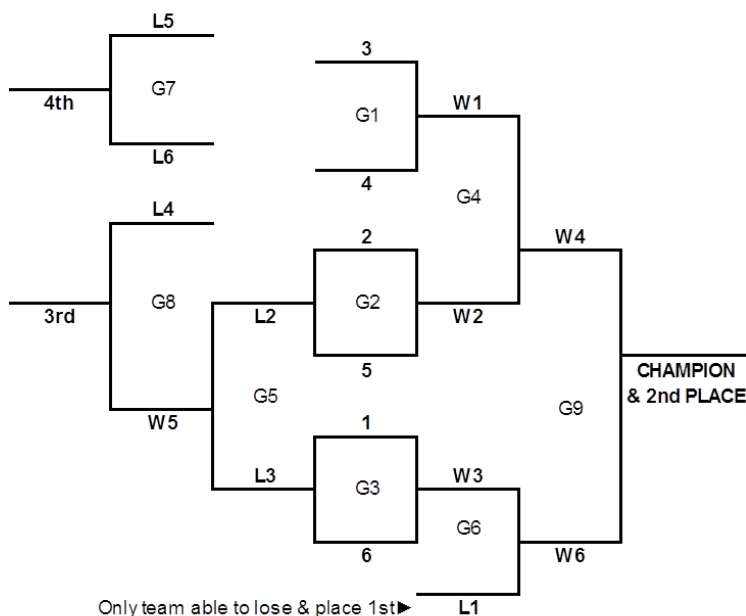 L5
3
G7
G1
W1
4th
L6
4
G4
L4
2
W4
G8
G2
3rd
L2
W2
CHAMPION
& 2nd PLACE
5
G5
G9
W5
1
L3
G3
W3
G6
6
W6
Only team able to lose & place 1st►
L1